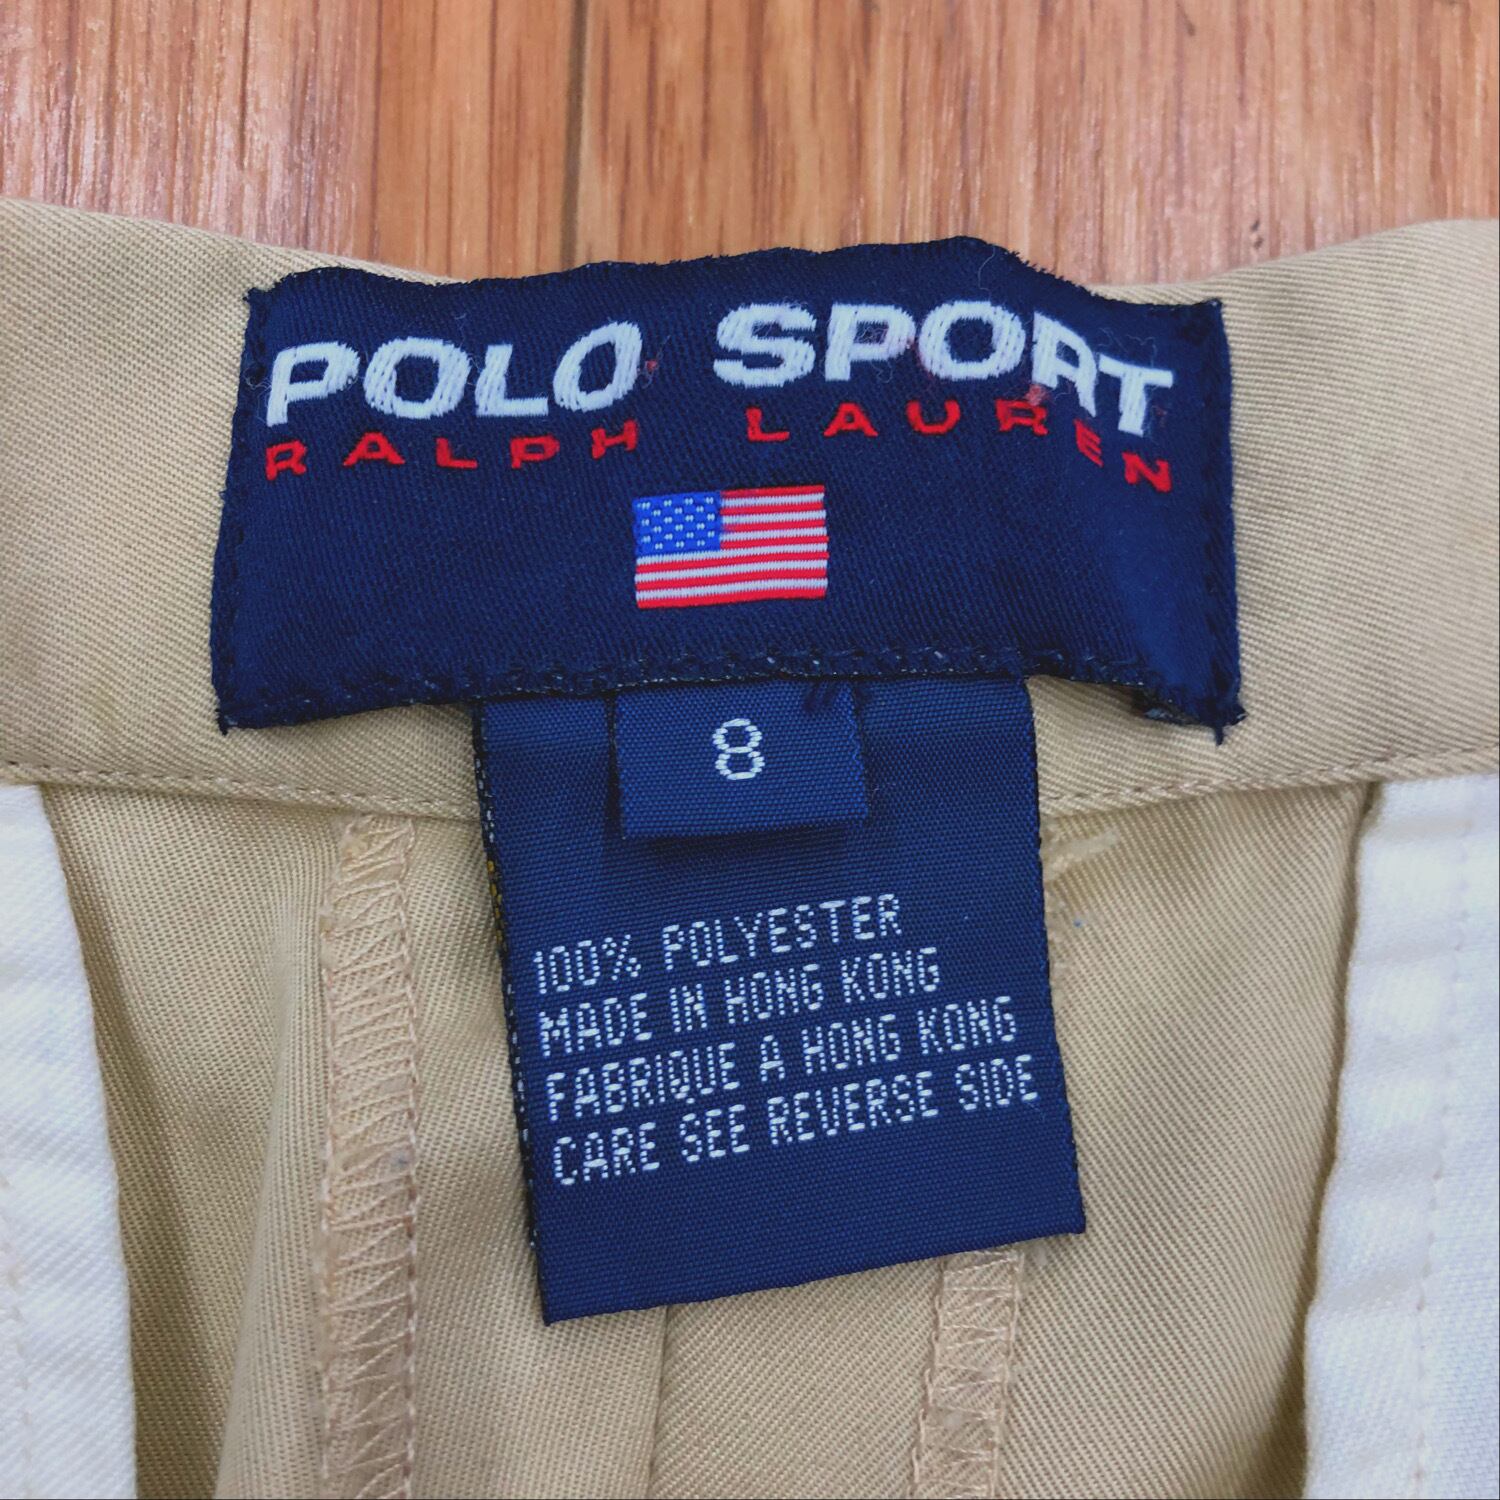 POLO SPORT
RALPH LAUREN
8
100% POLYESTER
MADE IN HONG KONG
FABRIQUE A HONG KONG
CARE SEE REVERSE SIDE